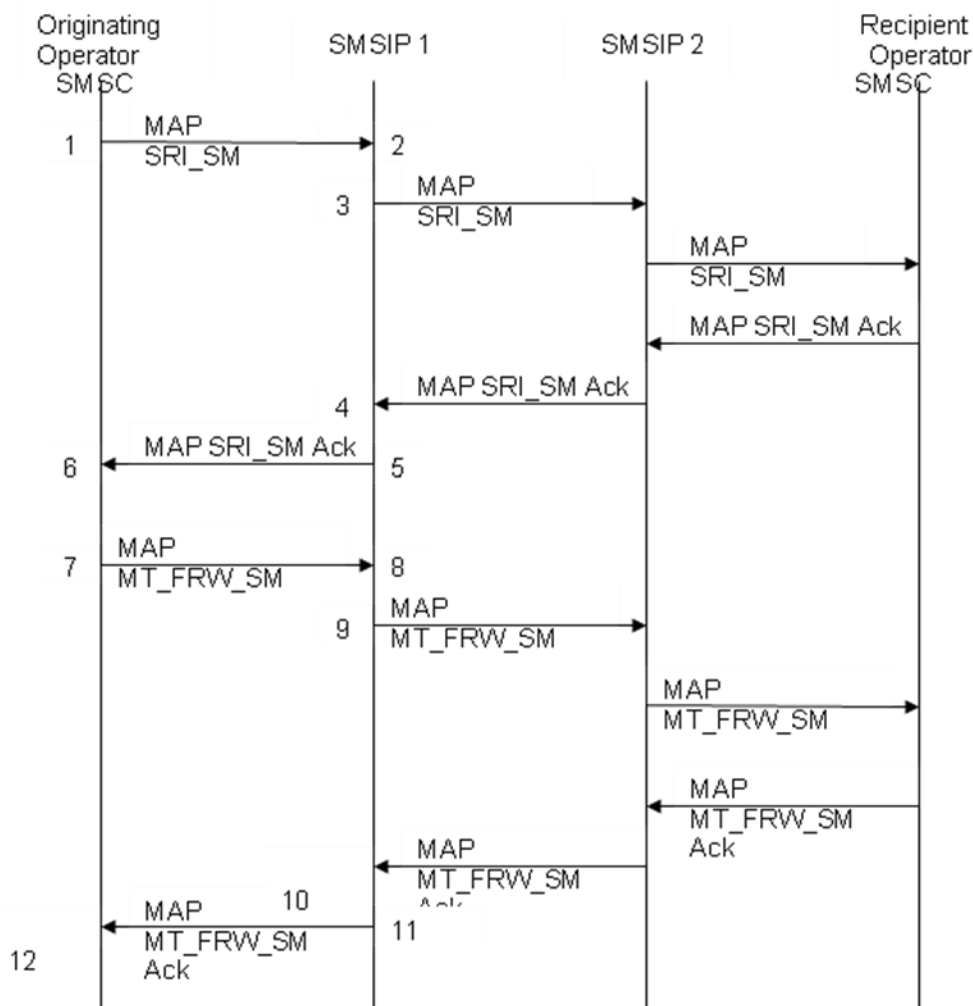 Originating
Operator
SMSC
SMSIP 1
SMSIP 2
Recipient
Operator
SMSC
1
MAP
SRI_SM
2
3
MAP
SRI_SM
MAP
SRI_SM
MAP SRI_SM Ack
4
MAP SRI_SM Ack
6
MAP SRI_SM Ack
5
7
MAP
MT_FRW_SM
8
9
MAP
MT_FRW_SM
MAP
MT_FRW_SM
MAP
MT_FRW_SM
Ack
MAP
MT_FRW_SM
10
MAP
MT_FRW_SM
Ack
11
12